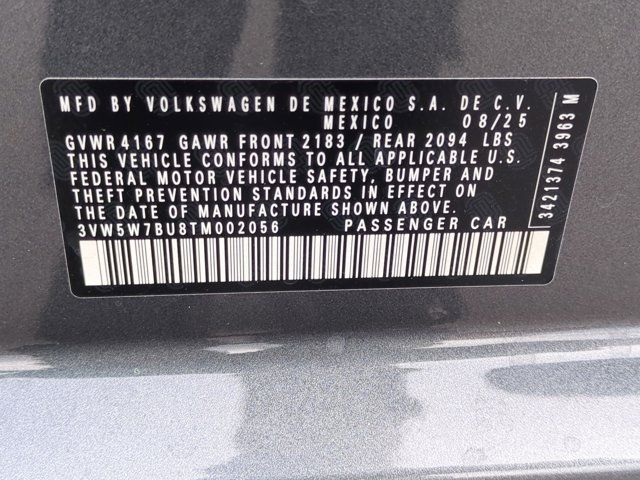 MFD BY VOLKSWAGEN DE MEXICO S.A. DE C.V.
MEXICO 08/25
GVWR 4167 GAWR FRONT 2183 / REAR 2094 LBS
THIS VEHICLE CONFORMS TO ALL APPLICABLE U.S.
FEDERAL MOTOR VEHICLE SAFETY, BUMPER AND
THEFT PREVENTION STANDARDS IN EFFECT ON
THE DATE OF MANUFACTURE SHOWN ABOVE.
3VW5W7BU8TM002056 PASSENGER CAR
3421374 3963 M